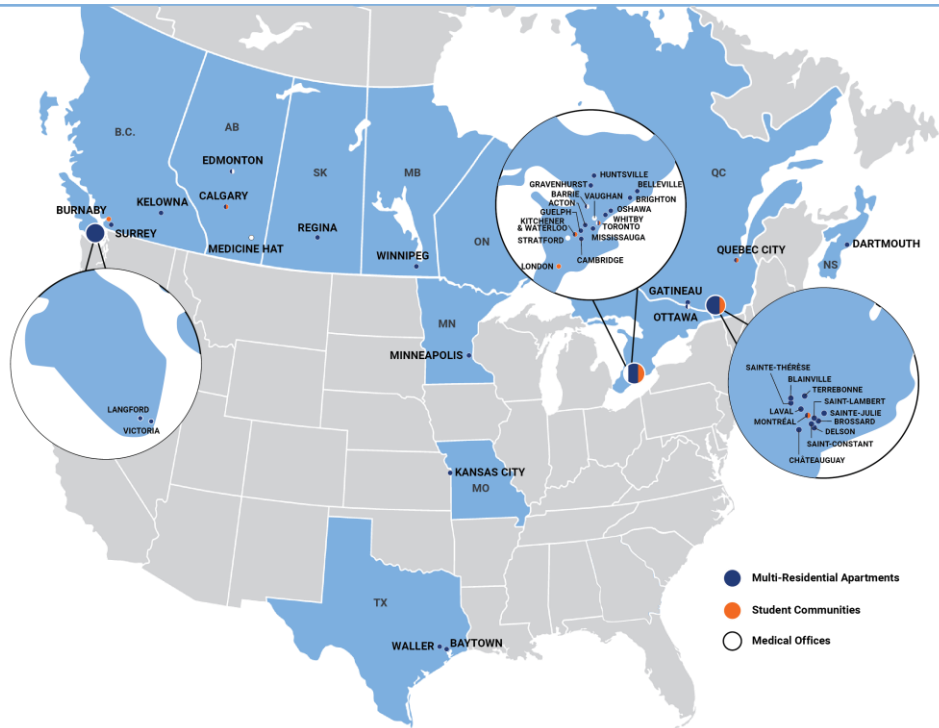 B.C.
AB
EDMONTON
CALGARY
SK
MB
BURNABY
KELOWNA
SURREY
MEDICINE HAT
REGINA
WINNIPEG
ON
QC
HUNTSVILLE
GRAVENHURST
BELLEVILLE
BARRIE
VAUGHAN
BRIGHTON
ACTON
OSHAWA
GUELPH
WHITBY
KITCHENER
& WATERLOO
TORONTO
STRATFORD
MISSISSAUGA
CAMBRIDGE
LONDON
QUEBEC CITY
DARTMOUTH
NS
GATINEAU
OTTAWA
MN
MINNEAPOLIS
LANGFORD
VICTORIA
SAINTE-THÉRÈSE
BLAINVILLE
TERREBONNE
SAINT-LAMBERT
LAVAL
SAINTE-JULIE
MONTRÉAL
BROSSARD
DELSON
SAINT-CONSTANT
CHÂTEAUGUAY
KANSAS CITY
MO
TX
WALLER
BAYTOWN
Multi-Residential Apartments
Student Communities
Medical Offices